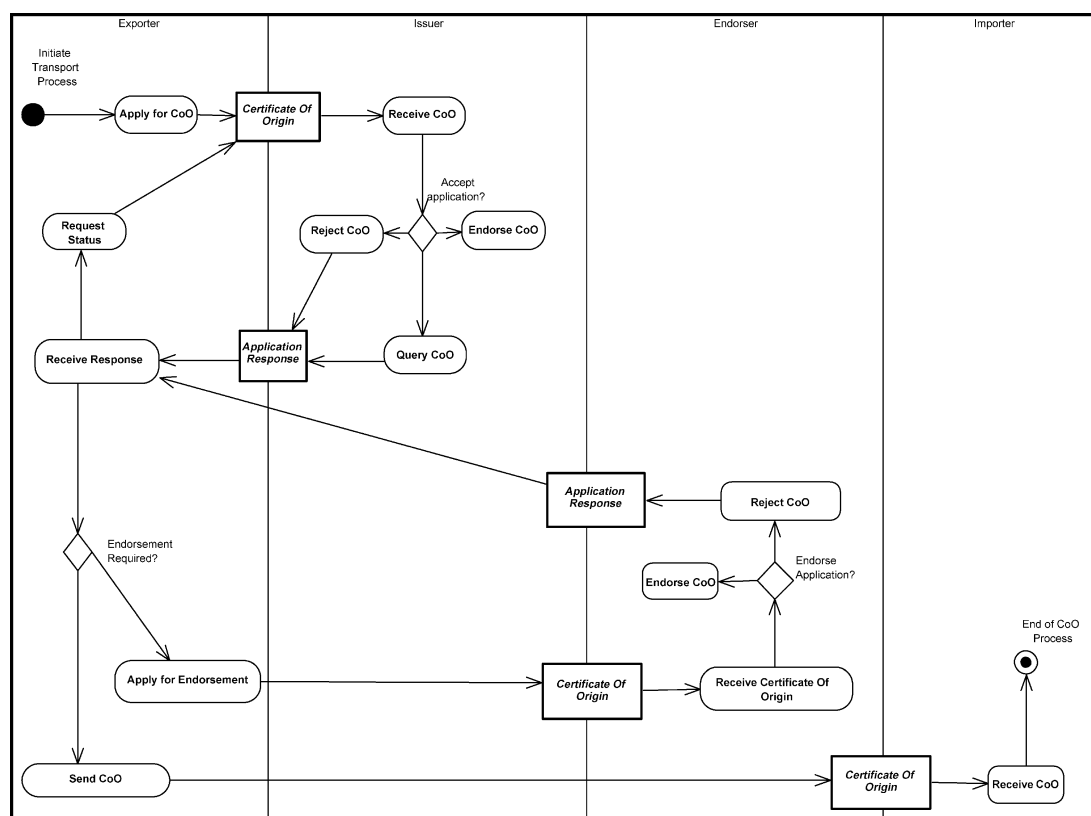 Exporter
Issuer
Endorser
Importer
Initiate
Transport
Process
Apply for CoO
Certificate Of
Origin
Receive CoO
Accept
application?
Request
Status
Reject CoO
Endorse CoO
Receive Response
Application
Response
Query CoO
Application
Response
Reject CoO
Endorsement
Required?
Endorse CoO
Endorse
Application?
End of CoO
Process
Apply for Endorsement
Certificate Of
Origin
Receive Certificate Of
Origin
Send CoO
Certificate Of
Origin
Receive CoO